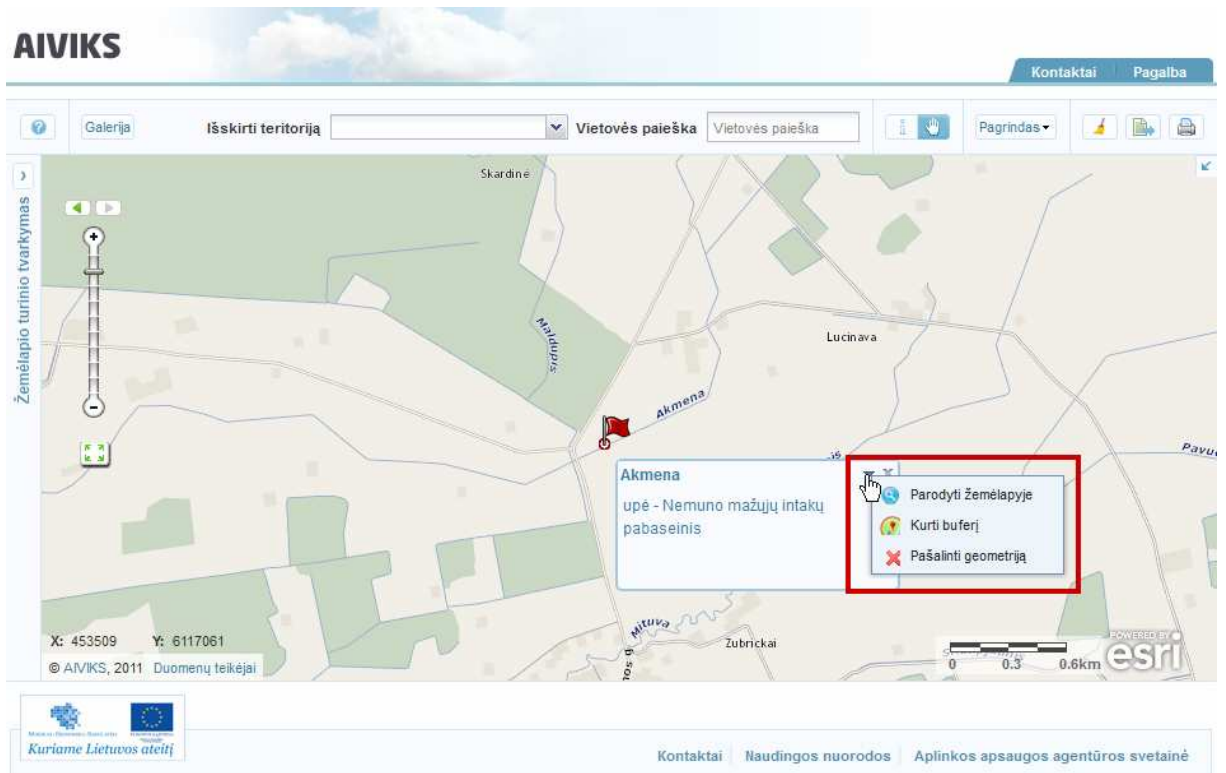 AIVIKS
Kontaktai Pagalba
Galerija Išskirti teritoriją Vietovės paieška Vietovės paieška Pagrindas
Žemėlapio turinio tvarkymas
Skardinė
Maldupis
Lucinava
Akmena
Akmena
upė - Nemuno mažųjų intakų
pabaseinis
Parodyti žemėlapyje
Kurti buferį
Pašalinti geometriją
Mituva
Zubrickai
X: 453509 Y: 6117061
© AIVIKS, 2011 Duomenų teikėjai
0 0.3 0.6km
POWERED BY
esri
Kuriame Lietuvos ateitį
Kontaktai Naudingos nuorodos Aplinkos apsaugos agentūros svetainė